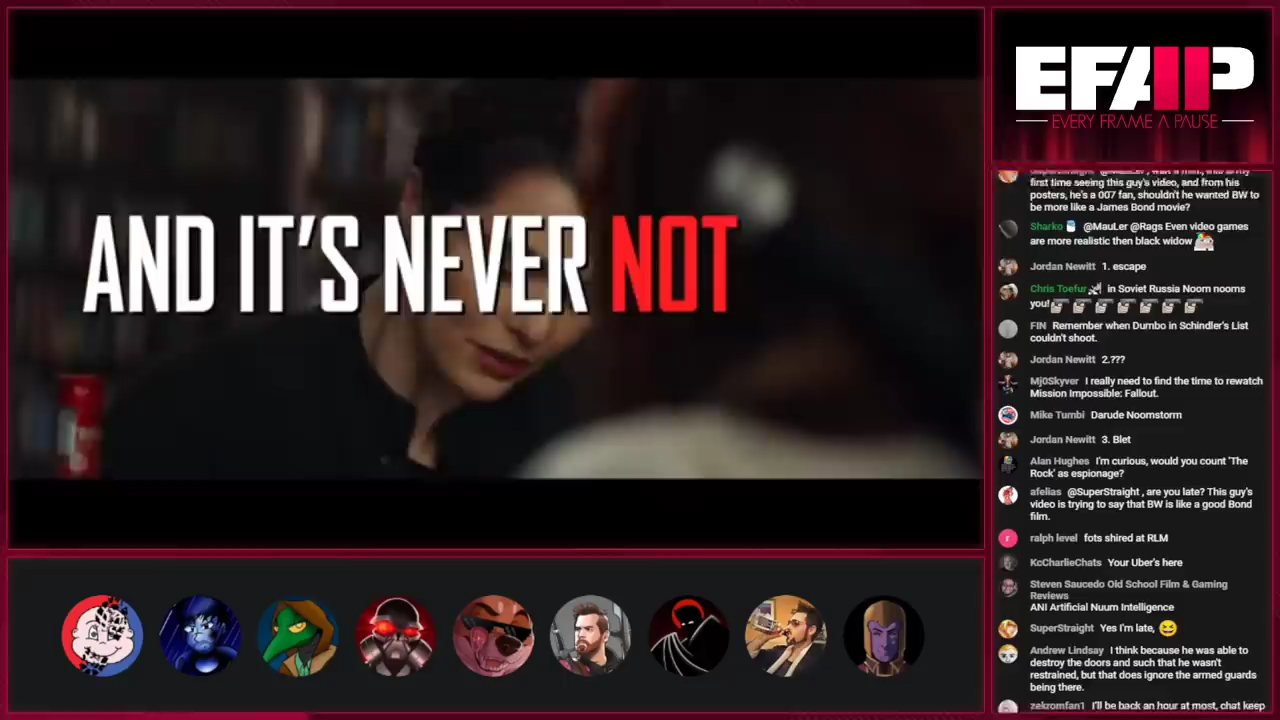 AND IT'S NEVER NOT
EFAP
EVERY FRAME A PAUSE
first time seeing this guy's video, and from his
posters, he's a 007 fan, shouldn't he wanted BW to
be more like a James Bond movie?
Sharko @MauLer @Rags Even video games
are more realistic then black widow
Jordan Newitt 1. escape
Chris Toefur in Soviet Russia Noom nooms
you!
FIN Remember when Dumbo in Schindler's List
couldn't shoot.
Jordan Newitt 2.???
Mj0Skyver I really need to find the time to rewatch
Mission Impossible: Fallout.
Mike Tumbi Darude Noomstorm
Jordan Newitt 3. Blet
Alan Hughes I'm curious, would you count 'The
Rock' as espionage?
afelias @SuperStraight , are you late? This guy's
video is trying to say that BW is like a good Bond
film.
r
ralph level fots shired at RLM
KcCharlieChats Your Uber's here
Steven Saucedo Old School Film & Gaming
Reviews
ANI Artificial Nuum Intelligence
SuperStraight Yes I'm late,
Andrew Lindsay I think because he was able to
destroy the doors and such that he wasn't
restrained, but that does ignore the armed guards
being there.
zekromfan1 I'll be back an hour at most, chat keep